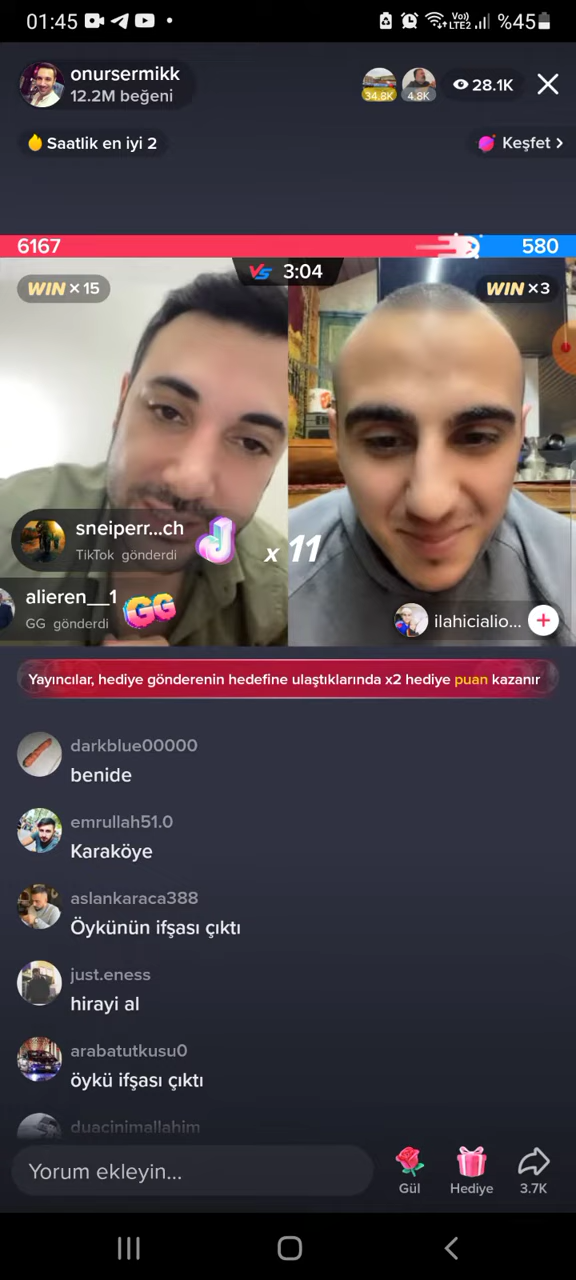 01:45
Vo))
LTE2
%45
onursermikk
12.2M beğeni
34.8K
4.8K
28.1K
Saatlik en iyi 2
Keşfet
6167
580
VS 3:04
WIN × 15
WIN × 3
sneiperr...ch
TikTok gönderdi
x 11
alieren__1
GG gönderdi
GG
ilahicialio...
Yayıncılar, hediye gönderenin hedefine ulaştıklarında x2 hediye puan kazanır
darkblue00000
benide
emrullah51.0
Karaköye
aslankaraca388
Öykünün ifşası çıktı
just.eness
hirayi al
arabatutkusu0
öykü ifşası çıktı
duacinimallahim
Yorum ekleyin...
Gül
Hediye
3.7K